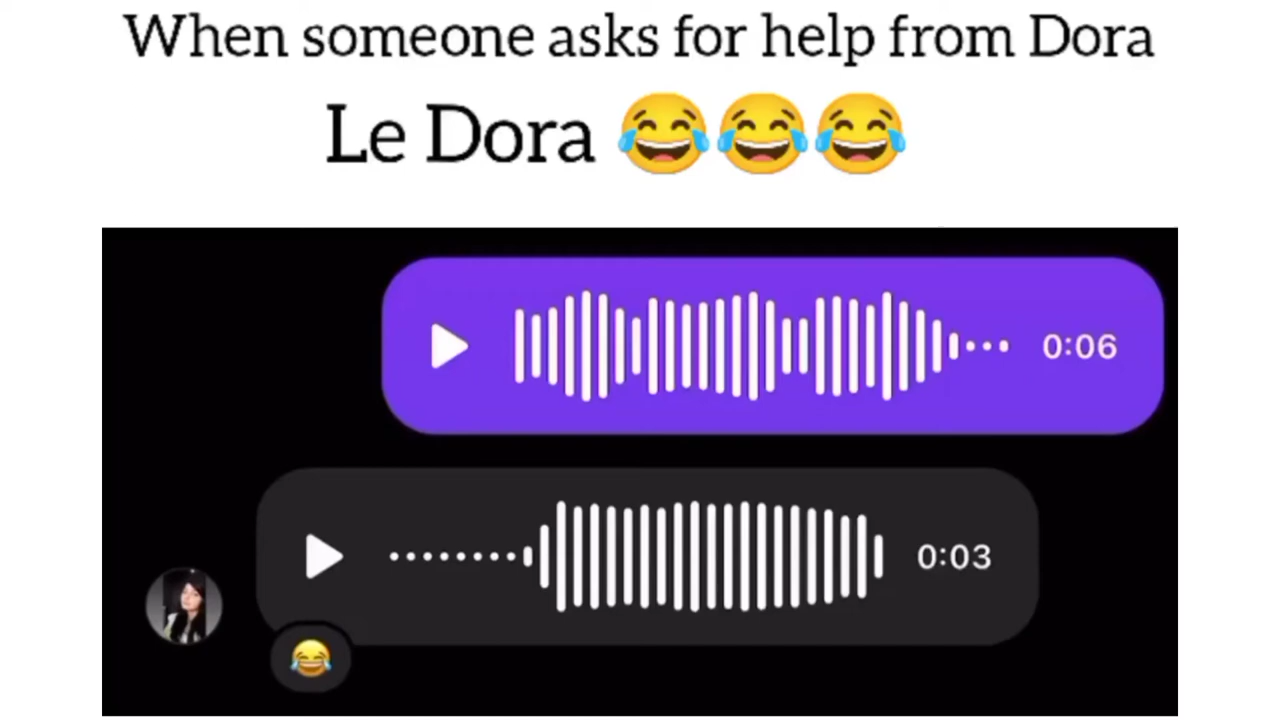 When someone asks for help from Dora
Le Dora 😂😂😂
0:06
0:03